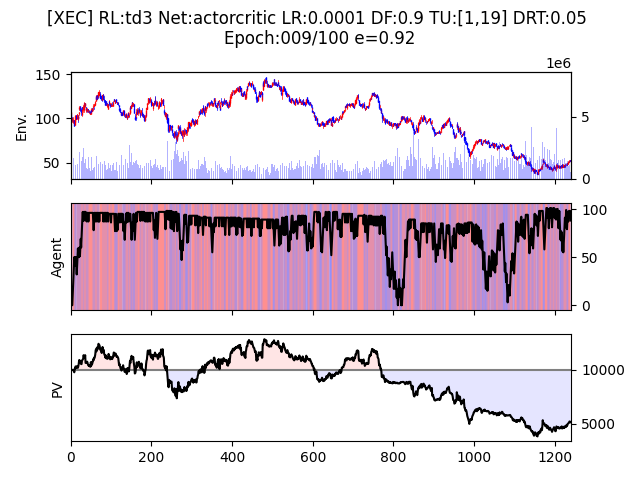 [XEC] RL:td3 Net:actorcritic LR:0.0001 DF:0.9 TU:[1,19] DRT:0.05
Epoch:009/100 e=0.92
1e6
150
100
50
Env.
5
0
Agent
100
50
0
PV
10000
5000
0 200 400 600 800 1000 1200